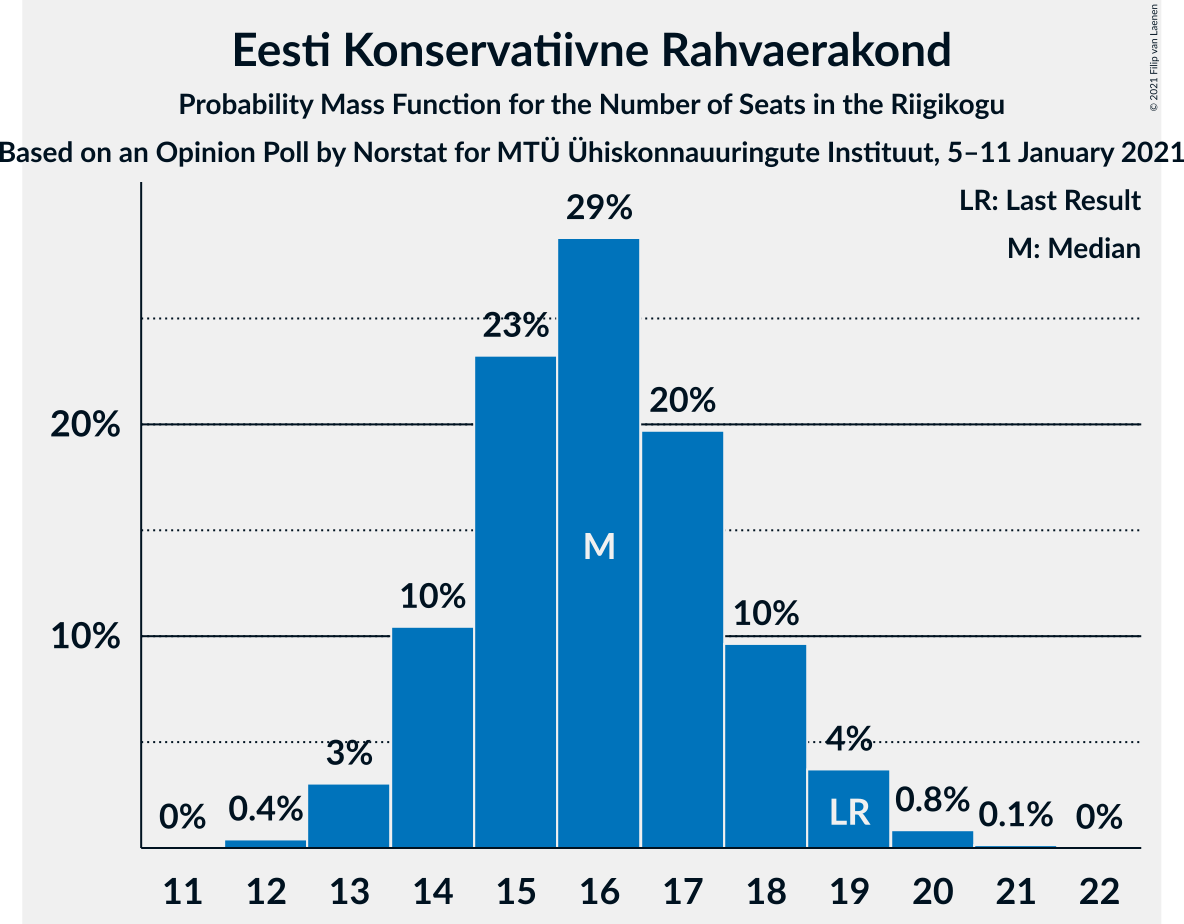 Eesti Konservatiivne Rahvaerakond
Probability Mass Function for the Number of Seats in the Riigikogu
Based on an Opinion Poll by Norstat for MTÜ Ühiskonnauuringute Instituut, 5–11 January 2021
© 2021 Filip van Laenen
LR: Last Result
M: Median
29%
23%
20%
20%
M
10%
10%
10%
3%
4%
0%
0.4%
LR
0.8%
0.1%
0%
11 12 13 14 15 16 17 18 19 20 21 22